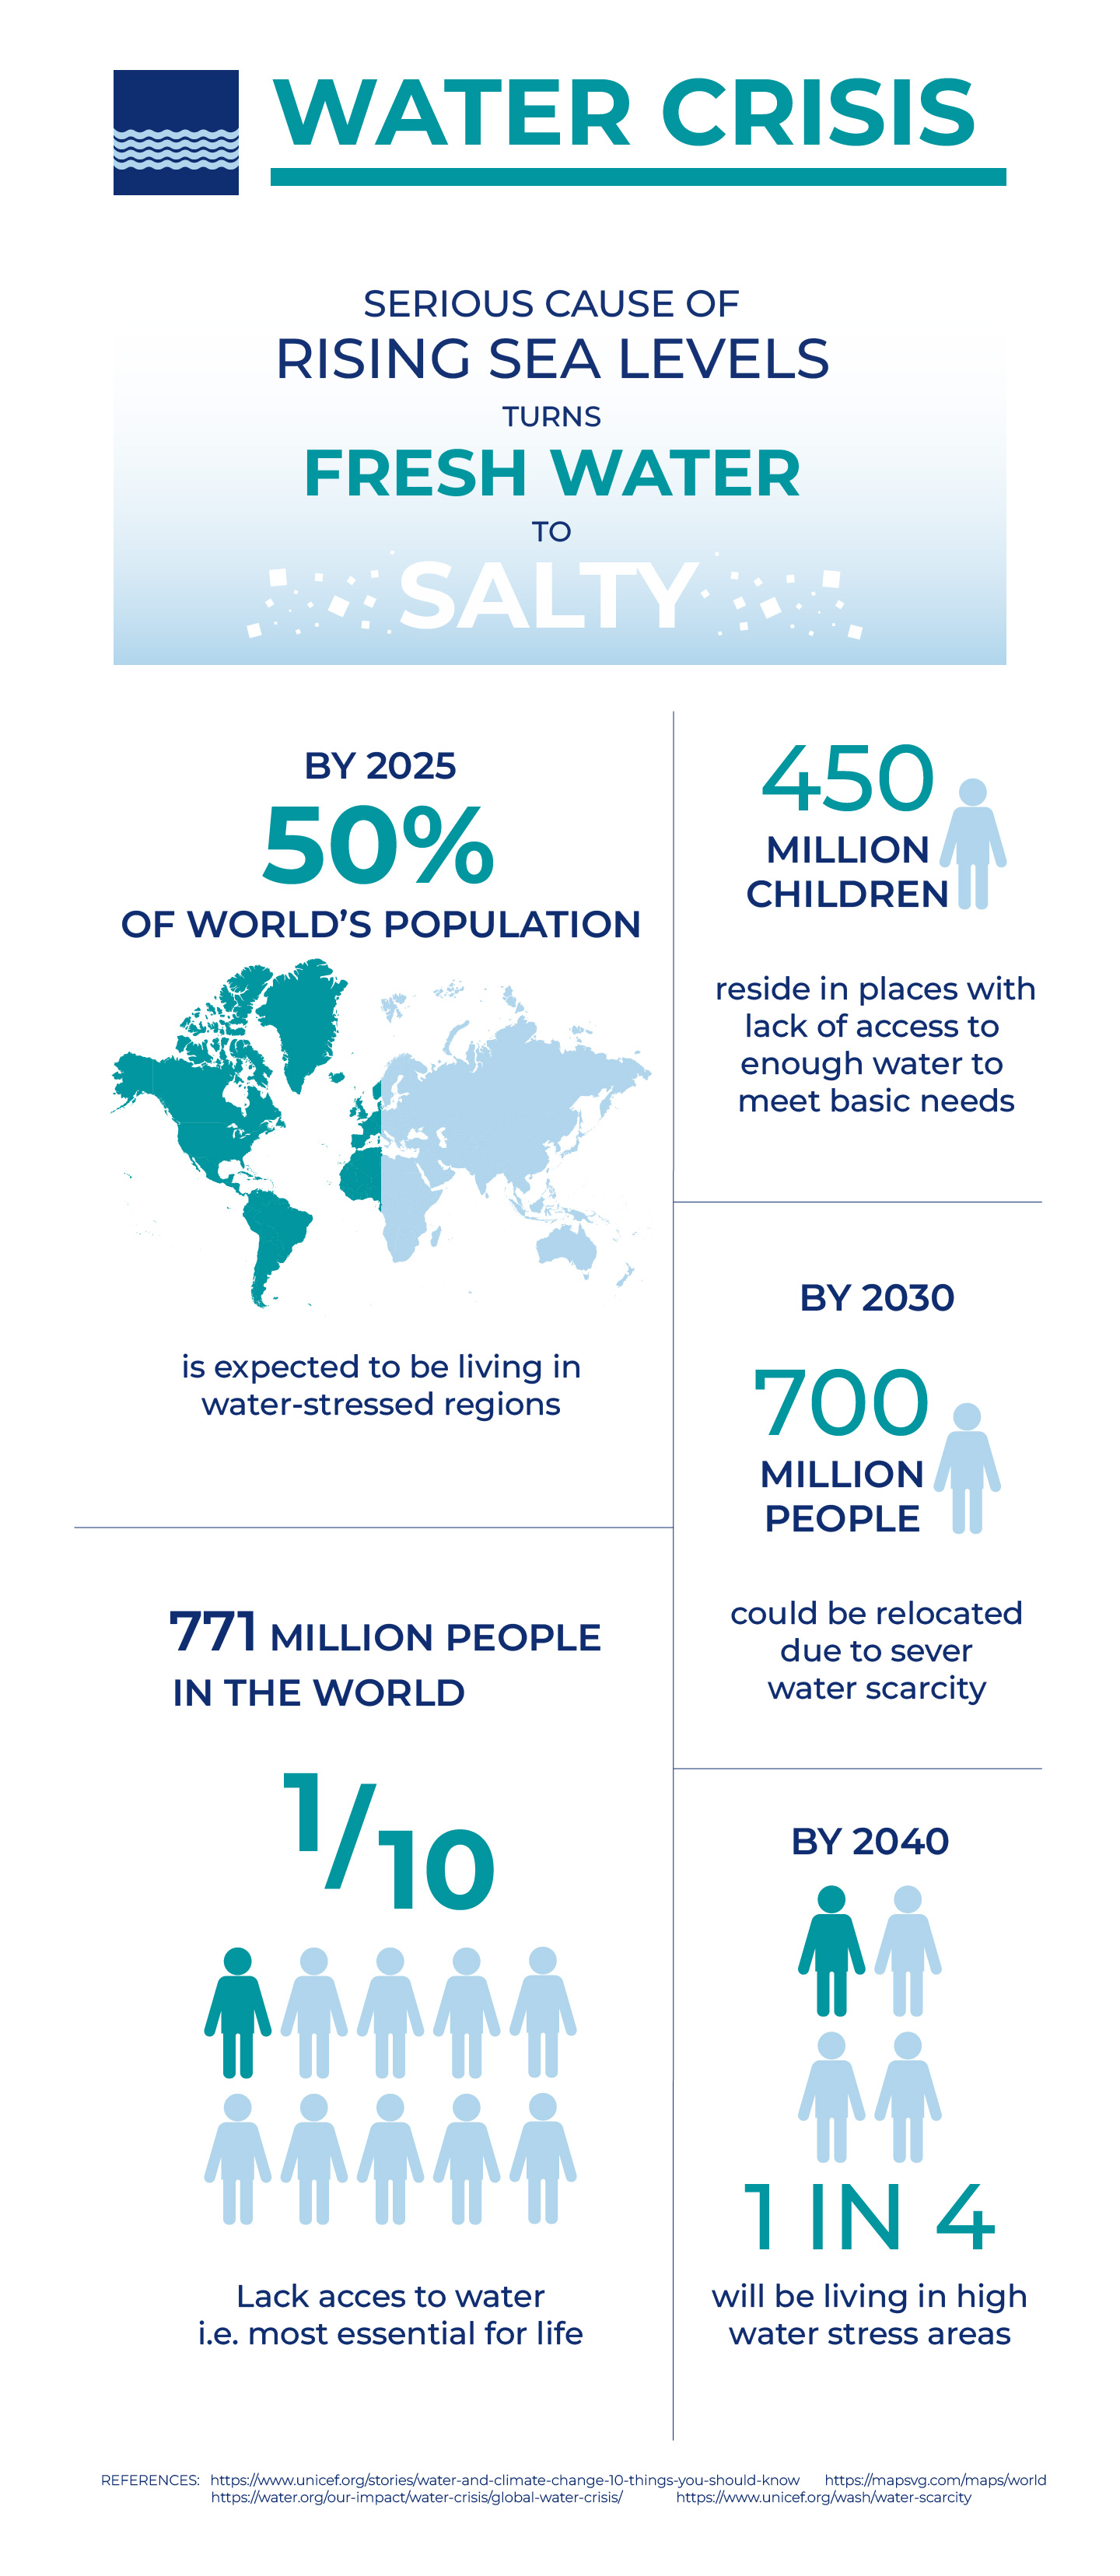 WATER CRISIS
SERIOUS CAUSE OF
RISING SEA LEVELS
TURNS
FRESH WATER
TO
SALTY
BY 2025
50%
OF WORLD'S POPULATION
is expected to be living in
water-stressed regions
450
MILLION
CHILDREN
reside in places with
lack of access to
enough water to
meet basic needs
BY 2030
700
MILLION
PEOPLE
could be relocated
due to sever
water scarcity
771 MILLION PEOPLE
IN THE WORLD
1/10
Lack acces to water
i.e. most essential for life
BY 2040
1 IN 4
will be living in high
water stress areas
REFERENCES: https://www.unicef.org/stories/water-and-climate-change-10-things-you-should-know https://mapsvg.com/maps/world
https://water.org/our-impact/water-crisis/global-water-crisis/ https://www.unicef.org/wash/water-scarcity